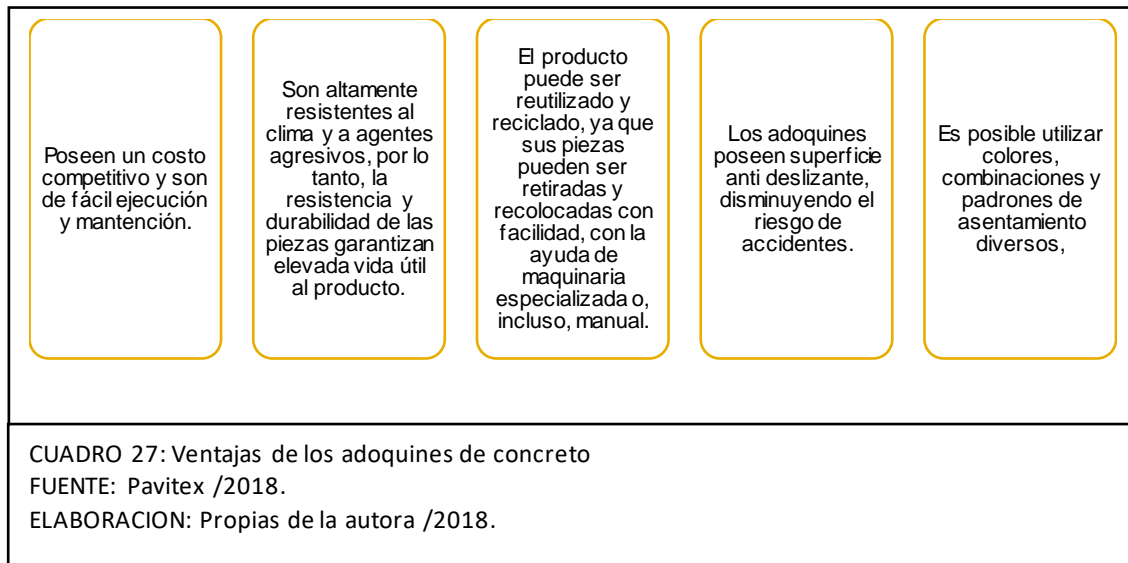 Poseen un costo
competitivo y son
de fácil ejecución
y mantención.
Son altamente
resistentes al
clima y a agentes
agresivos, por lo
tanto, la
resistencia y
durabilidad de las
piezas garantizan
elevada vida útil
al producto.
El producto
puede ser
reutilizado y
reciclado, ya que
sus piezas
pueden ser
retiradas y
recolocadas con
facilidad, con la
ayuda de
maquinaria
especializada o,
incluso, manual.
Los adoquines
poseen superficie
anti deslizante,
disminuyendo el
riesgo de
accidentes.
Es posible utilizar
colores,
combinaciones y
padrones de
asentamiento
diversos,
CUADRO 27: Ventajas de los adoquines de concreto
FUENTE: Pavitex /2018.
ELABORACION: Propias de la autora /2018.